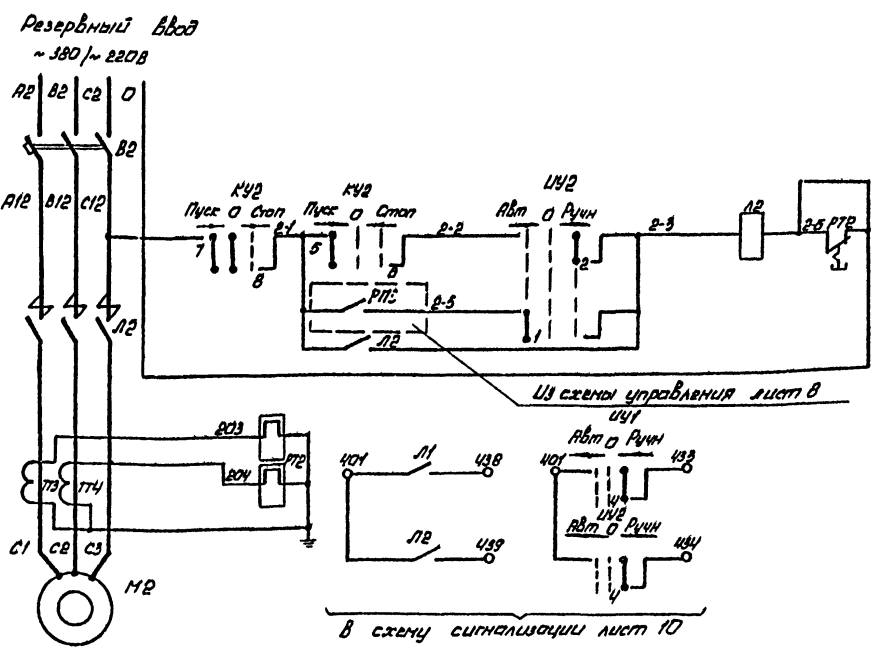 Резервный ввод
~380/~220В
А2 В2 С2 0
В2
А12 В12 С12
КУ2
Пуск 0 Стоп
7
8
2-1
КУ2
Пуск 0 Стоп
5
8
2-2
ИУ2
Авт 0 Ручн
2
1
2-3
Л2
2-5 РТ2
2-5
Л2
Л2
Из схемы управления лист 8
203
204
РТ2
ТТ3 ТТ4
С1 С2 С3
М2
401 Л1 438
Л2 439
ИУ1
Авт 0 Ручн
401 433
4
ИУ2
Авт 0 Ручн
434
4
В схему сигнализации лист 10